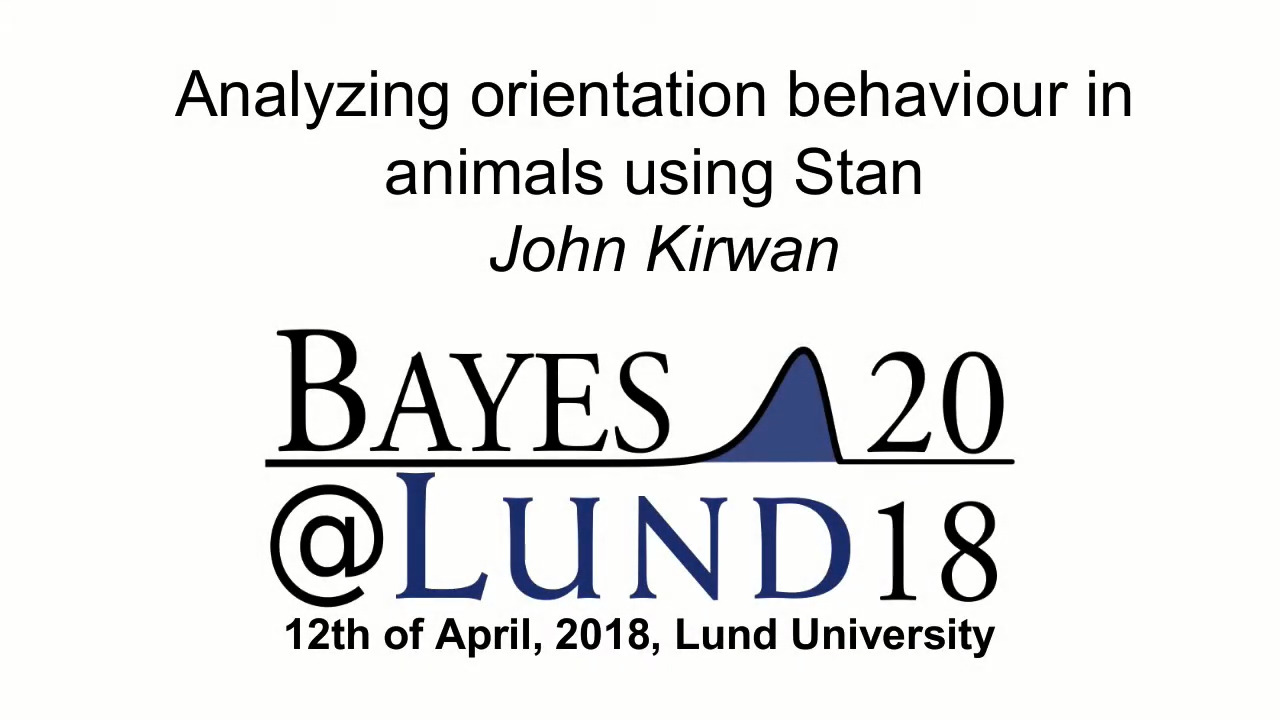 Analyzing orientation behaviour in
animals using Stan
John Kirwan
BAYES 20
@LUND 18
12th of April, 2018, Lund University